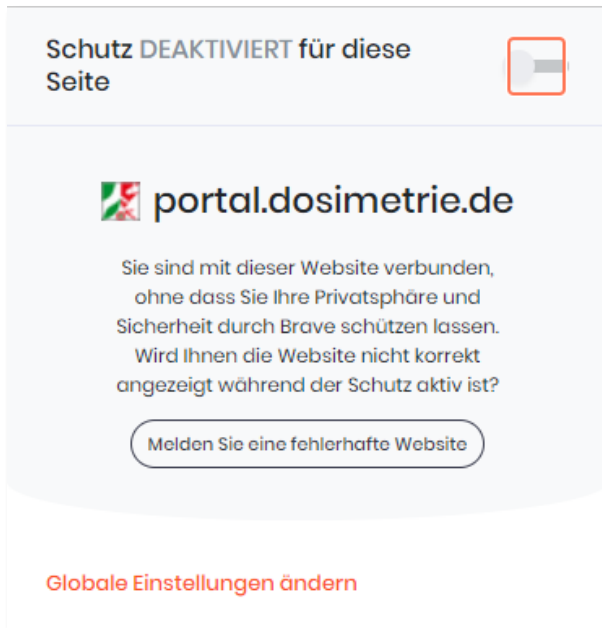 Schutz DEAKTIVIERT für diese
Seite
portal.dosimetrie.de
Sie sind mit dieser Website verbunden,
ohne dass Sie Ihre Privatsphäre und
Sicherheit durch Brave schützen lassen.
Wird Ihnen die Website nicht korrekt
angezeigt während der Schutz aktiv ist?
Melden Sie eine fehlerhafte Website
Globale Einstellungen ändern